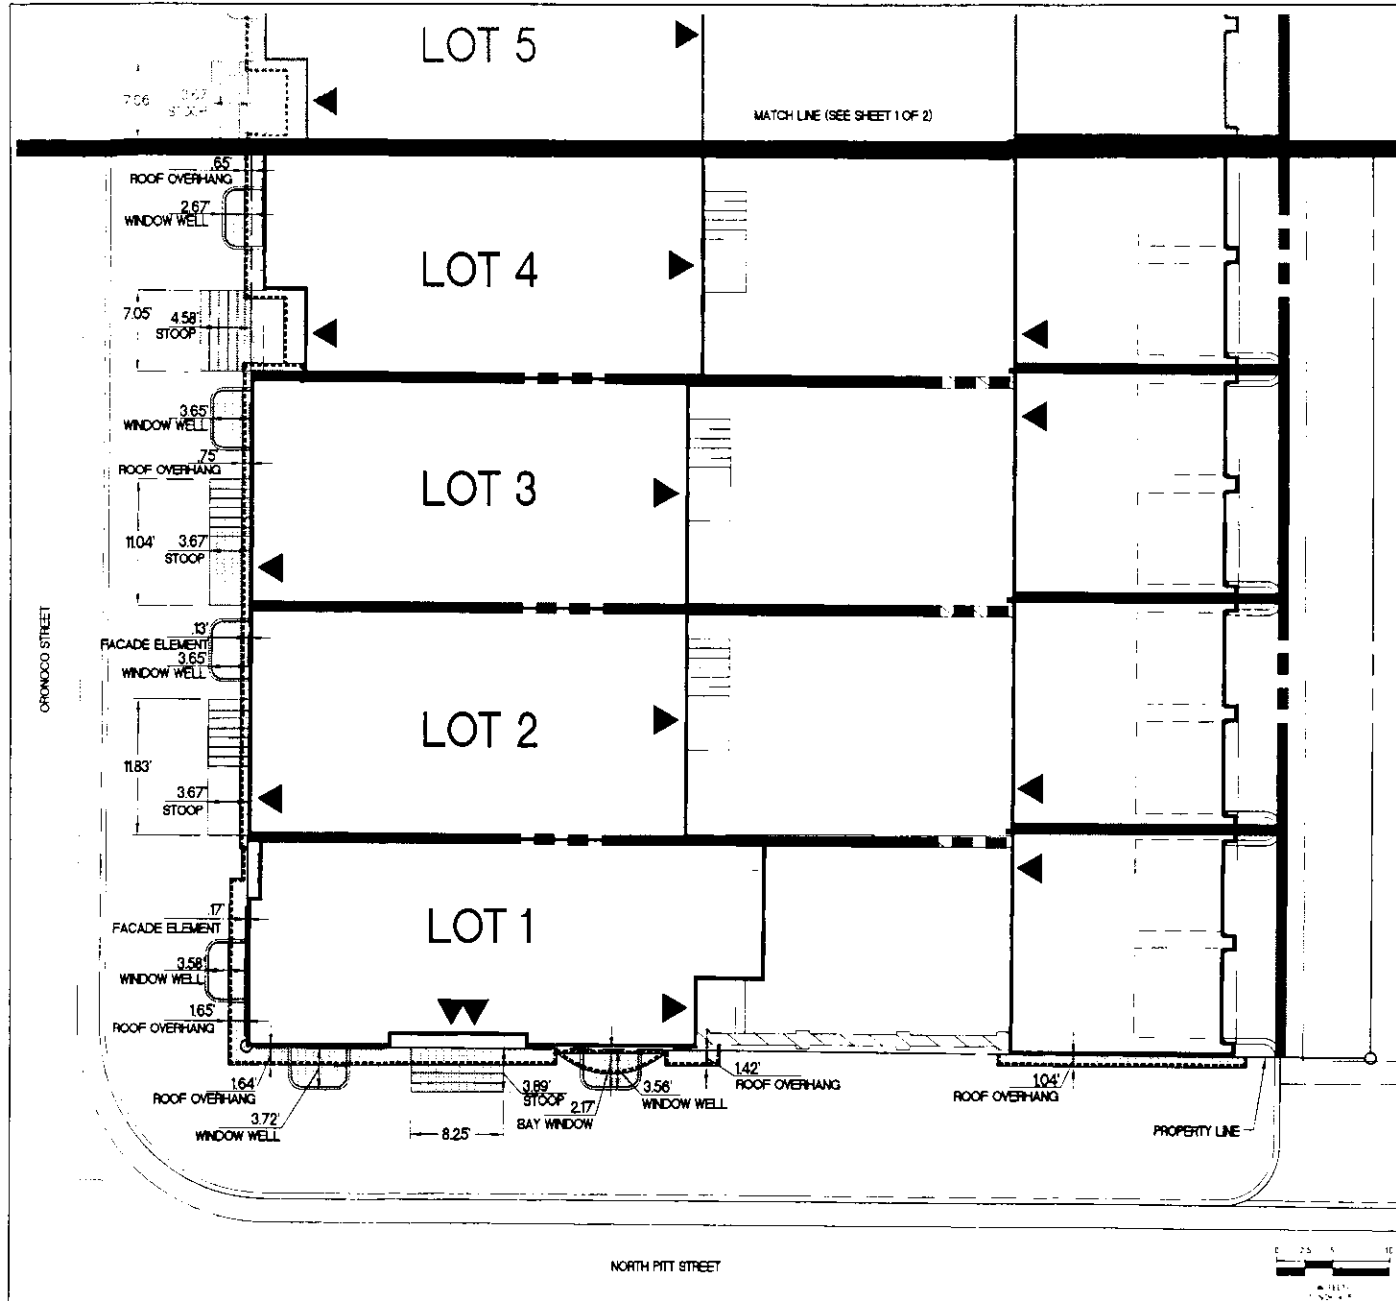 LOT 5
7.06'
3.67'
STOOP
MATCH LINE (SEE SHEET 1 OF 2)
.65'
ROOF OVERHANG
2.67'
WINDOW WELL
LOT 4
7.05'
4.58'
STOOP
3.65'
WINDOW WELL
.75'
ROOF OVERHANG
LOT 3
11.04'
3.67'
STOOP
ORONOCO STREET
.13'
FACADE ELEMENT
3.65'
WINDOW WELL
LOT 2
11.83'
3.67'
STOOP
LOT 1
.17'
FACADE ELEMENT
3.58'
WINDOW WELL
1.65'
ROOF OVERHANG
1.64'
ROOF OVERHANG
3.72'
WINDOW WELL
8.25'
3.89'
STOOP
2.17'
BAY WINDOW
3.56'
WINDOW WELL
1.42'
ROOF OVERHANG
1.04'
ROOF OVERHANG
PROPERTY LINE
NORTH PITT STREET
0 2.5 5 10